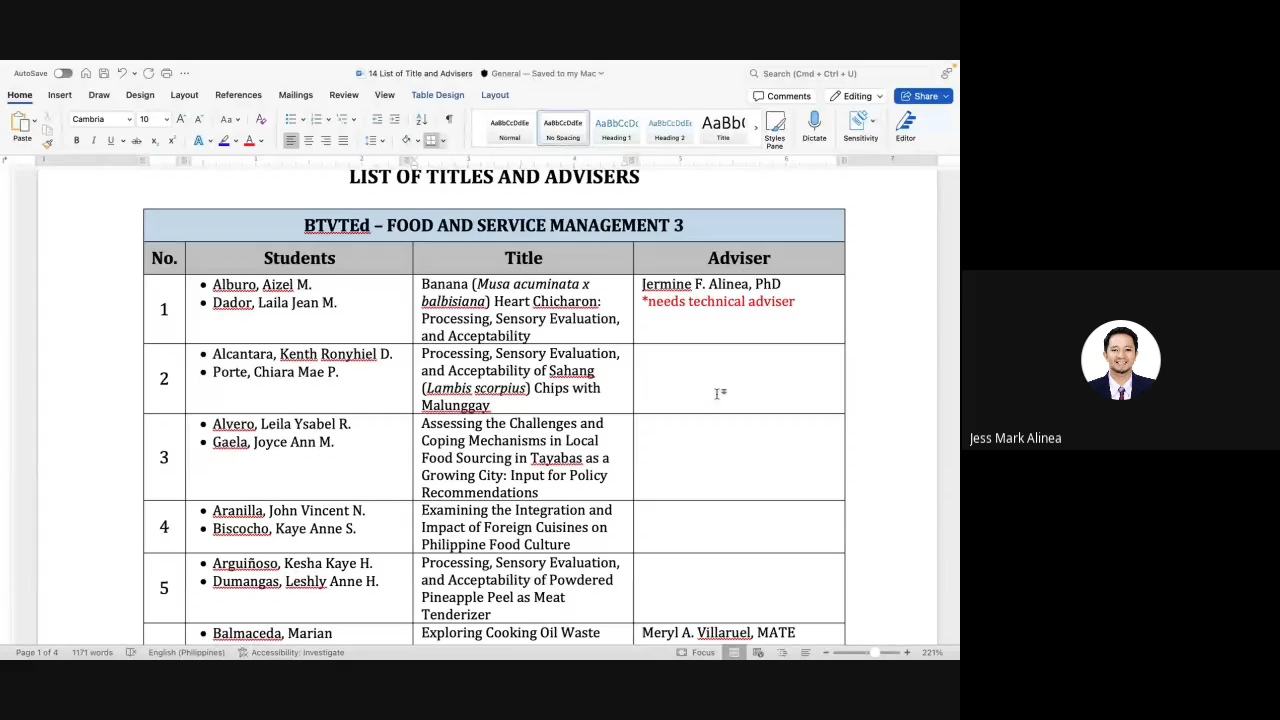 AutoSave
14 List of Title and Advisers
General — Saved to my Mac
Search (Cmd + Ctrl + U)
Home Insert Draw Design Layout References Mailings Review View Table Design Layout
Comments Editing Share
Paste
Cambria 10
AaBbCcDdEe Normal
AaBbCcDdEe No Spacing
AaBbCcDc Heading 1
AaBbCcDdEe Heading 2
AaBbC Title
Styles Pane
Dictate
Sensitivity
Editor
LIST OF TITLES AND ADVISERS
BTVTEd – FOOD AND SERVICE MANAGEMENT 3
No. Students Title Adviser
1
• Alburo, Aizel M.
• Dador, Laila Jean M.
Banana (Musa acuminata x
balbisiana) Heart Chicharon:
Processing, Sensory Evaluation,
and Acceptability
Jermine F. Alinea, PhD
*needs technical adviser
2
• Alcantara, Kenth Ronyhiel D.
• Porte, Chiara Mae P.
Processing, Sensory Evaluation,
and Acceptability of Sahang
(Lambis scorpius) Chips with
Malunggay
3
• Alvero, Leila Ysabel R.
• Gaela, Joyce Ann M.
Assessing the Challenges and
Coping Mechanisms in Local
Food Sourcing in Tayabas as a
Growing City: Input for Policy
Recommendations
4
• Aranilla, John Vincent N.
• Biscocho, Kaye Anne S.
Examining the Integration and
Impact of Foreign Cuisines on
Philippine Food Culture
5
• Arguiñoso, Kesha Kaye H.
• Dumangas, Leshly Anne H.
Processing, Sensory Evaluation,
and Acceptability of Powdered
Pineapple Peel as Meat
Tenderizer
• Balmaceda, Marian
Exploring Cooking Oil Waste
Meryl A. Villaruel, MATE
Page 1 of 4 1171 words English (Philippines) Accessibility: Investigate
Focus 221%
Jess Mark Alinea